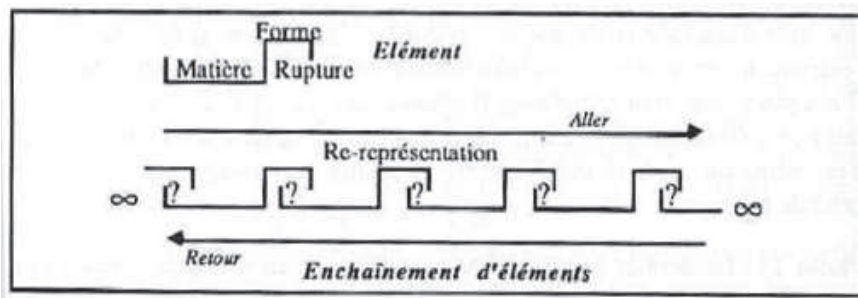 Forme
Elément
Matière Rupture
Aller
Re-représentation
∞ ? ? ? ? ? ∞
Retour
Enchaînement d'éléments